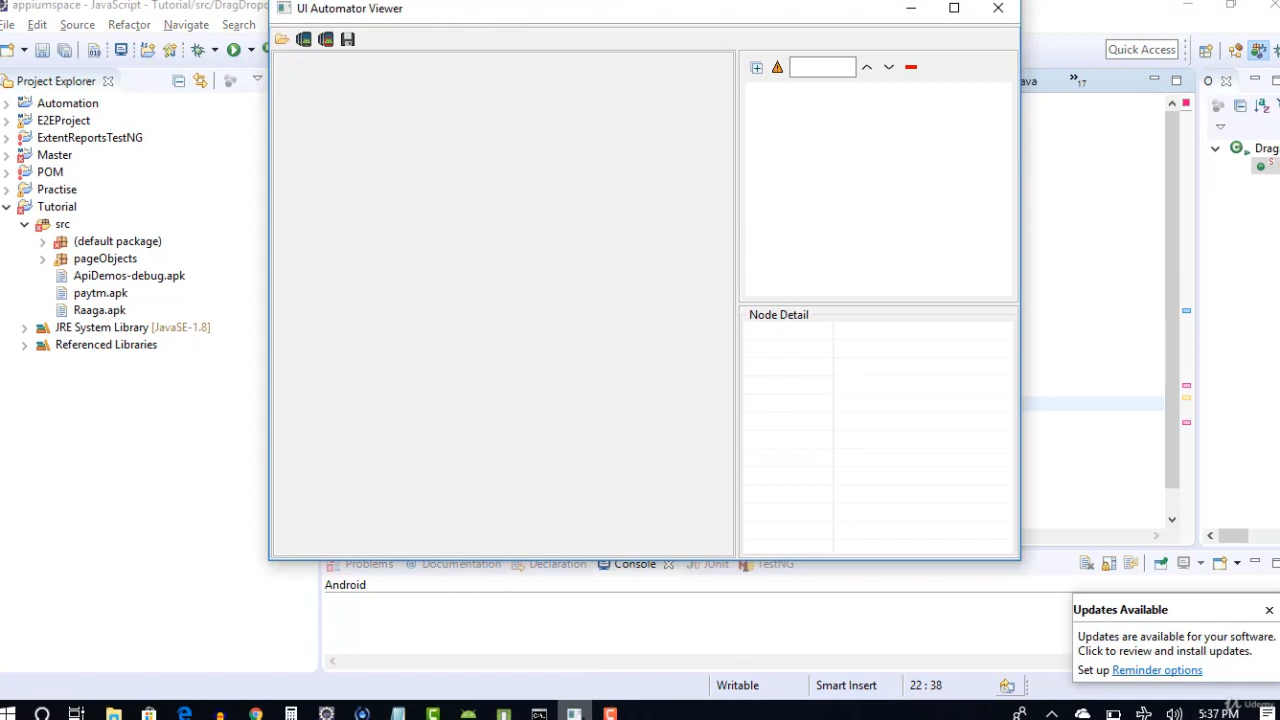 appiumspace - JavaScript - Tutorial/src/DragDropd
UI Automator Viewer
File Edit Source Refactor Navigate Search
Quick Access
Project Explorer
ava
17
O
Automation
E2EProject
ExtentReportsTestNG
Master
POM
Practise
Tutorial
src
(default package)
pageObjects
ApiDemos-debug.apk
paytm.apk
Raaga.apk
JRE System Library [JavaSE-1.8]
Referenced Libraries
Drag
S
Node Detail
Problems @ Documentation Declaration Console JUnit TestNG
Android
Updates Available
Updates are available for your software.
Click to review and install updates.
Set up Reminder options
Writable Smart Insert 22 : 38
Udemy
5:37 PM